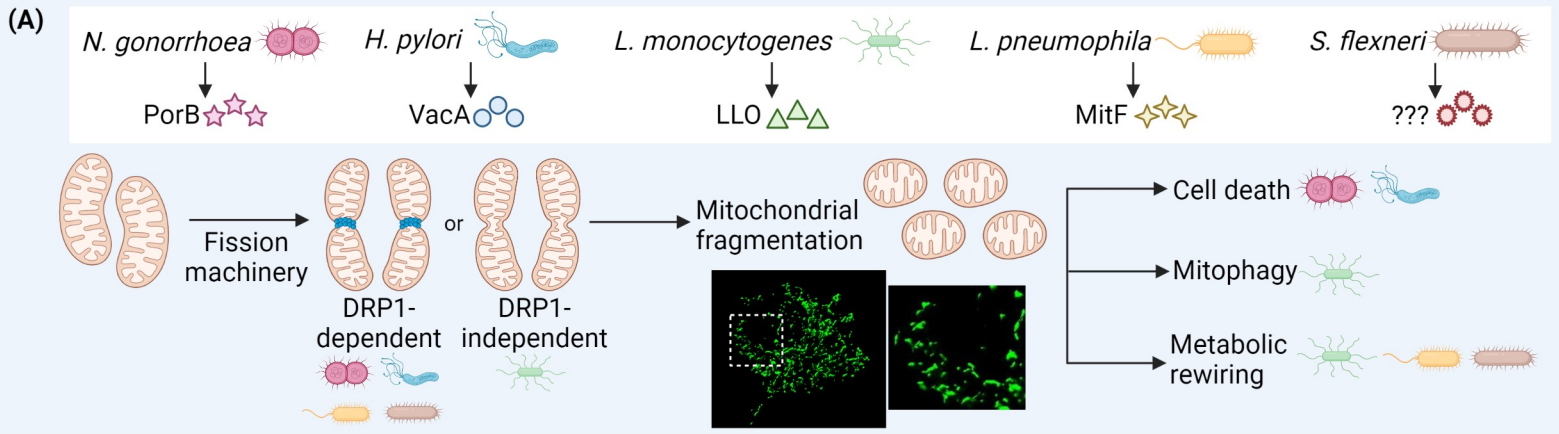 (A)
N. gonorrhoea
H. pylori
L. monocytogenes
L. pneumophila
S. flexneri
PorB
VacA
LLO
MitF
???
Fission
machinery
or
DRP1-
dependent
DRP1-
independent
Mitochondrial
fragmentation
Cell death
Mitophagy
Metabolic
rewiring